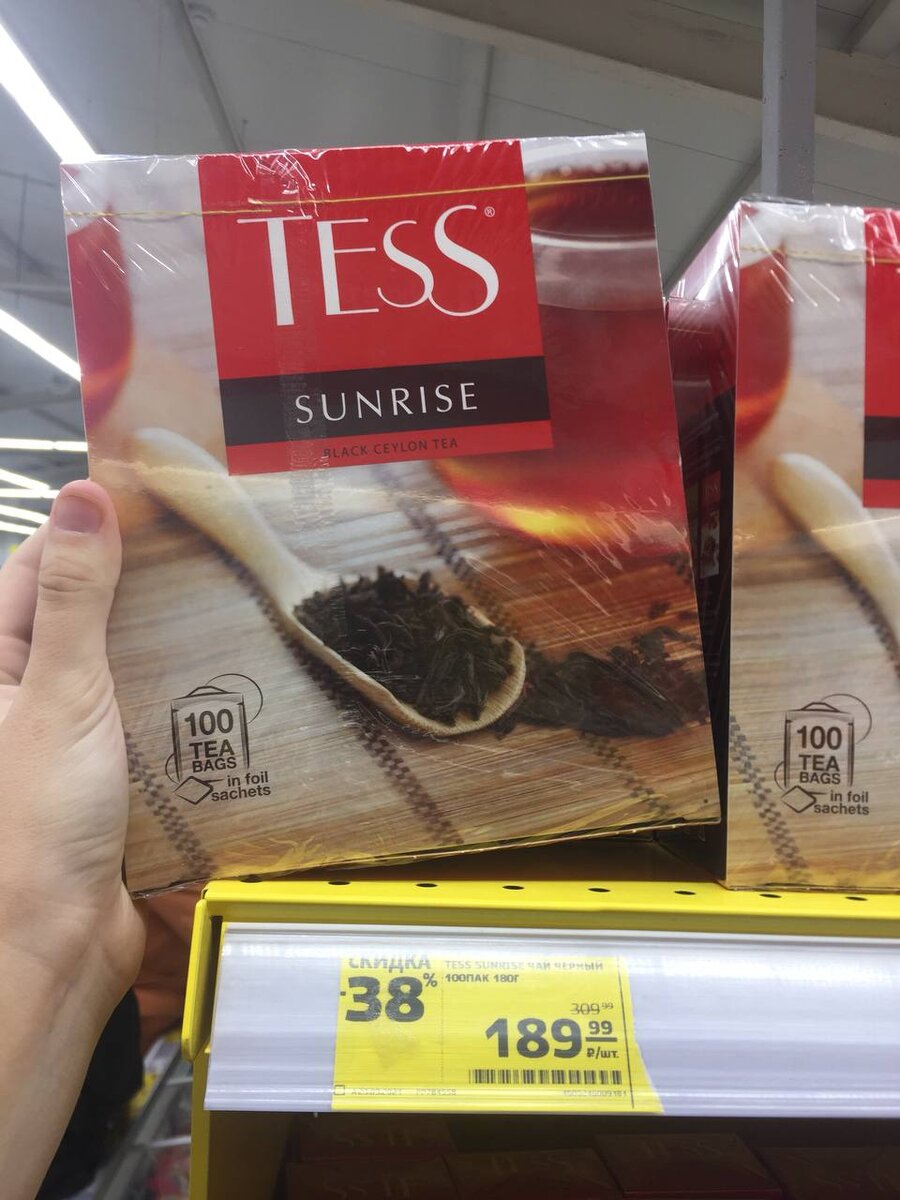 TESS®
SUNRISE
BLACK CEYLON TEA
100
TEA
BAGS
in foil
sachets
100
TEA
BAGS
in foil
sachets
СКИДКА
-38%
TESS SUNRISE ЧАЙ ЧЕРНЫЙ
100ПАК 180Г
309 99
189 99
₽/шт.
TESS